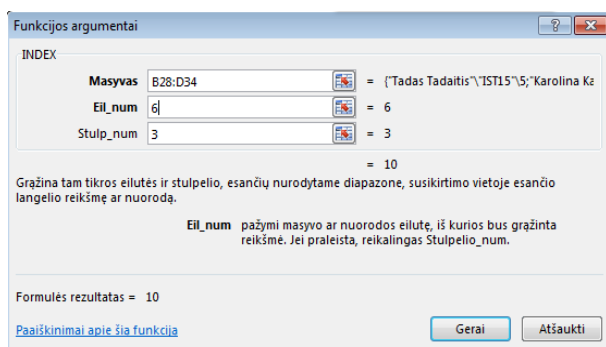 Funkcijos argumentai
INDEX
Masyvas B28:D34 = {"Tadas Tadaitis"\"IST15"\5;"Karolina Ka
Eil_num 6 = 6
Stulp_num 3 = 3
= 10
Grąžina tam tikros eilutės ir stulpelio, esančių nurodytame diapazone, susikirtimo vietoje esančio
langelio reikšmę ar nuorodą.
Eil_num pažymi masyvo ar nuorodos eilutę, iš kurios bus grąžinta
reikšmė. Jei praleista, reikalingas Stulpelio_num.
Formulės rezultatas = 10
Paaiškinimai apie šia funkcija
Gerai Atšaukti